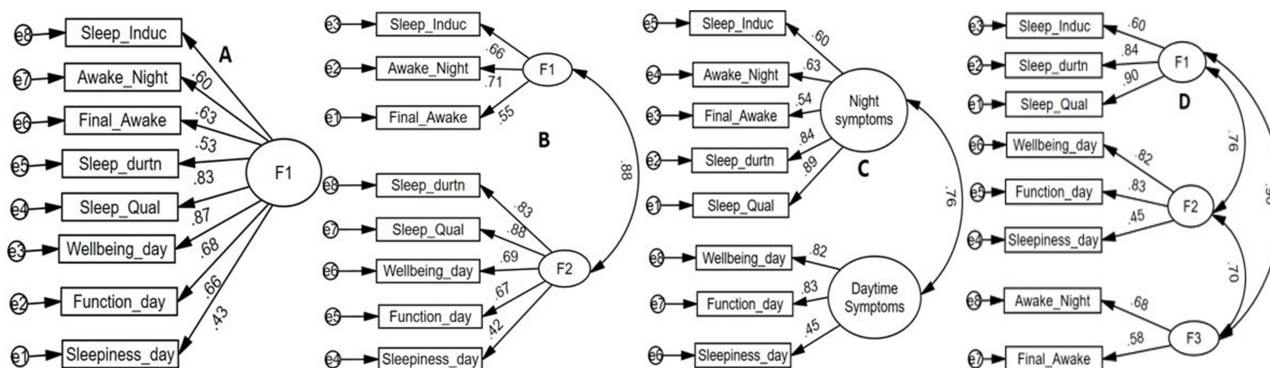 A
e8 Sleep_Induc
.60
e7 Awake_Night
.63
e6 Final_Awake
.53
e5 Sleep_durtn
.83
e4 Sleep_Qual
.87
e3 Wellbeing_day
.68
e2 Function_day
.66
e1 Sleepiness_day
.43
F1
B
e3 Sleep_Induc
.66
e2 Awake_Night
.71
e1 Final_Awake
.55
F1
.88
e8 Sleep_durtn
.83
e7 Sleep_Qual
.88
e6 Wellbeing_day
.69
e5 Function_day
.67
e4 Sleepiness_day
.42
F2
C
e5 Sleep_Induc
.60
e4 Awake_Night
.63
e3 Final_Awake
.54
e2 Sleep_durtn
.84
e1 Sleep_Qual
.89
Night
symptoms
.76
e8 Wellbeing_day
.82
e7 Function_day
.83
e6 Sleepiness_day
.45
Daytime
Symptoms
D
e3 Sleep_Induc
.60
e2 Sleep_durtn
.84
e1 Sleep_Qual
.90
F1
.76
e6 Wellbeing_day
.82
e5 Function_day
.83
e4 Sleepiness_day
.45
F2
.70
e8 Awake_Night
.68
e7 Final_Awake
.58
F3